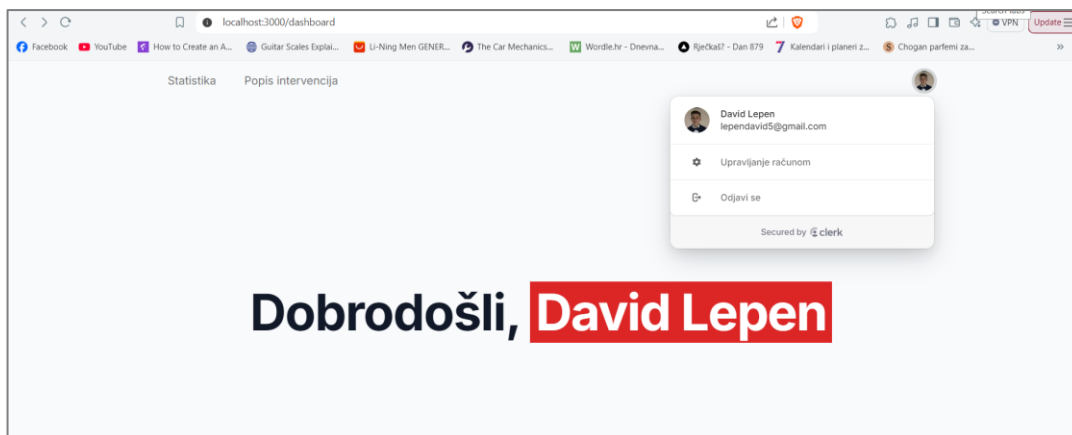 localhost:3000/dashboard
VPN
Update
Facebook
YouTube
How to Create an A...
Guitar Scales Explai...
Li-Ning Men GENER...
The Car Mechanics...
Wordle.hr - Dnevna...
Rječkaš? - Dan 879
Kalendari i planeri z...
Chogan parfemi za...
Statistika
Popis intervencija
David Lepen
lependavid5@gmail.com
Upravljanje računom
Odjavi se
Secured by clerk
Dobrodošli, David Lepen